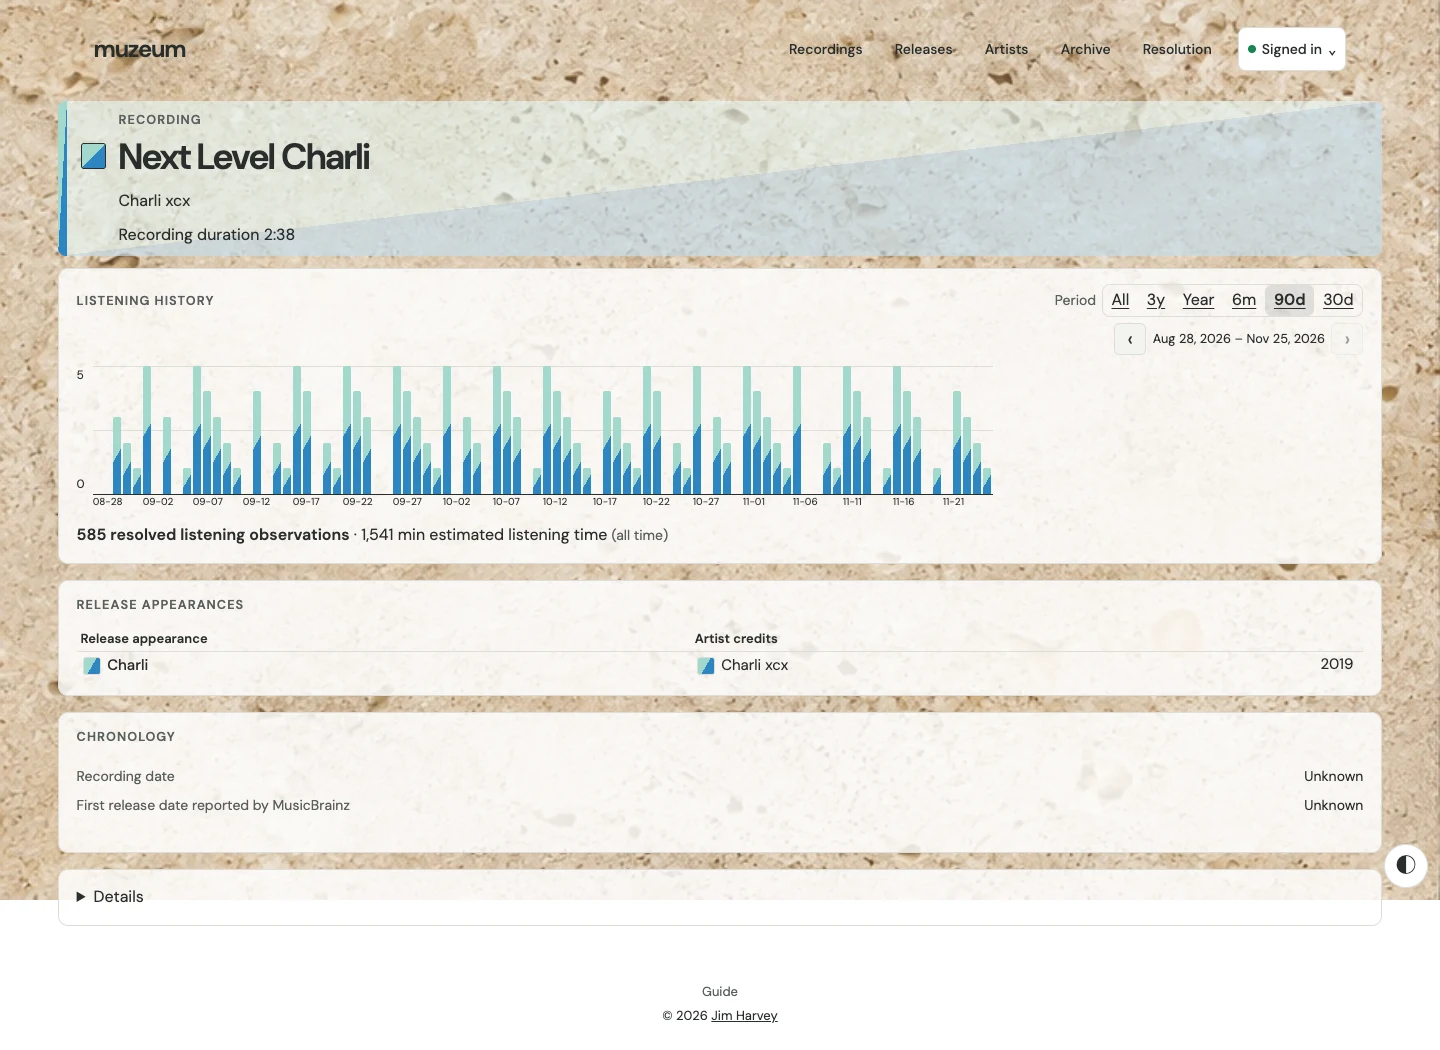 muzeum
Recordings Releases Artists Archive Resolution Signed in
RECORDING
Next Level Charli
Charli xcx
Recording duration 2:38
LISTENING HISTORY
Period All 3y Year 6m 90d 30d
‹ Aug 28, 2026 – Nov 25, 2026 ›
5
0
08-28 09-02 09-07 09-12 09-17 09-22 09-27 10-02 10-07 10-12 10-17 10-22 10-27 11-01 11-06 11-11 11-16 11-21
585 resolved listening observations · 1,541 min estimated listening time (all time)
RELEASE APPEARANCES
Release appearance Artist credits
Charli Charli xcx 2019
CHRONOLOGY
Recording date Unknown
First release date reported by MusicBrainz Unknown
Details
Guide
© 2026 Jim Harvey